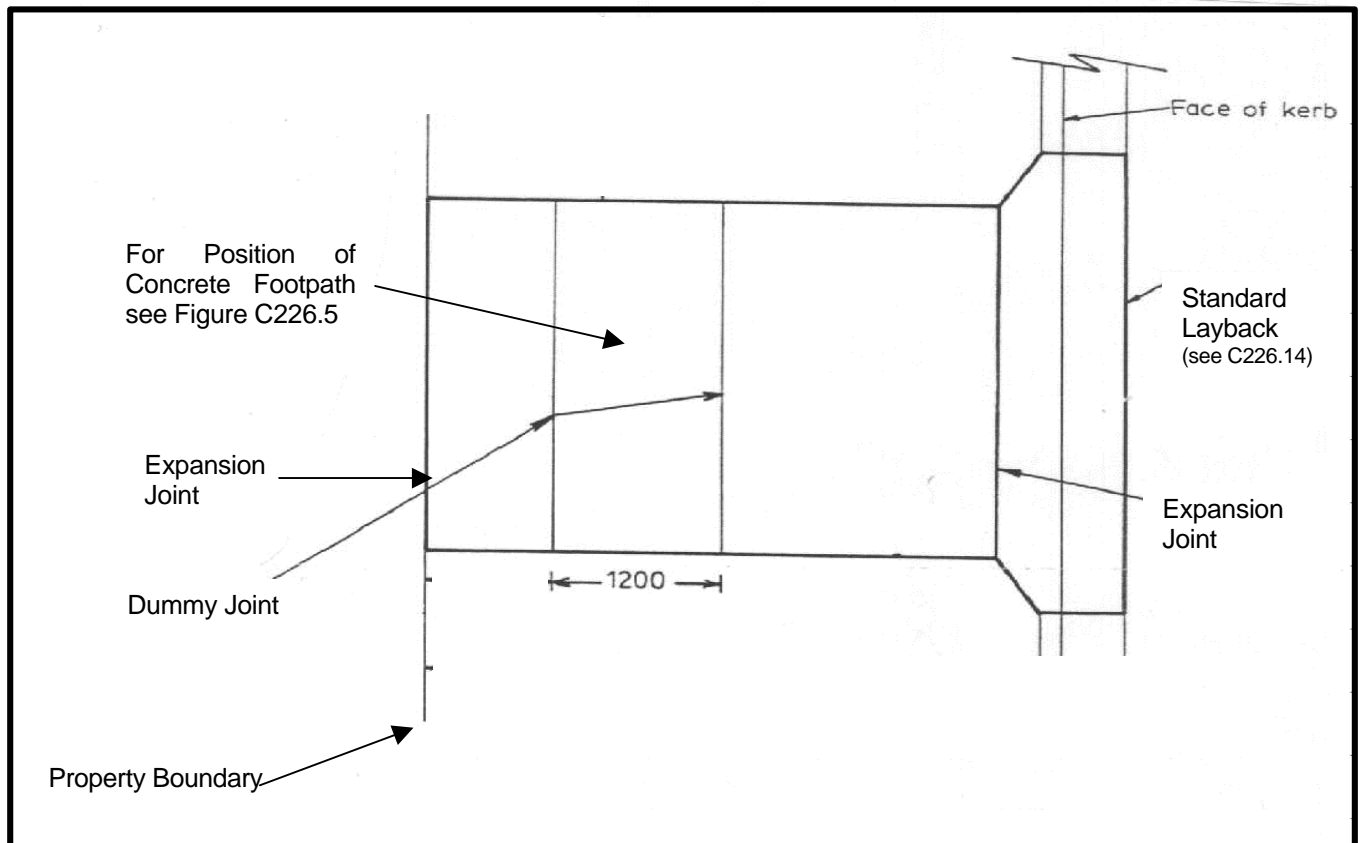 Face of kerb
For Position of
Concrete Footpath
see Figure C226.5
Standard
Layback
(see C226.14)
Expansion
Joint
Expansion
Joint
1200
Dummy Joint
Property Boundary